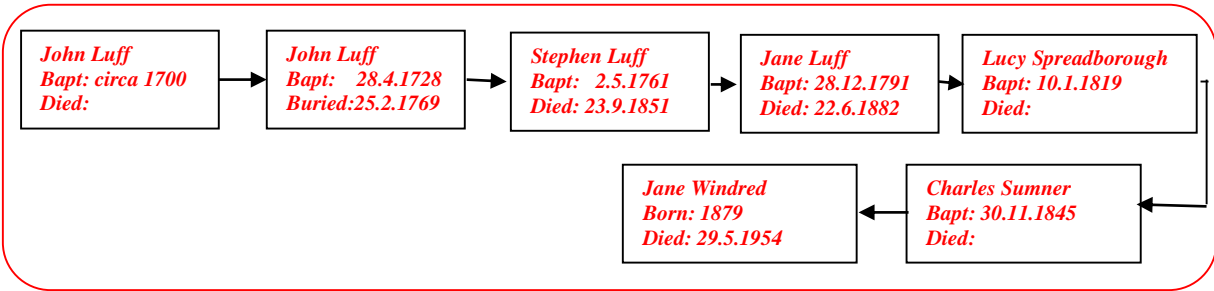 John Luff
Bapt: circa 1700
Died:
John Luff
Bapt: 28.4.1728
Buried:25.2.1769
Stephen Luff
Bapt: 2.5.1761
Died: 23.9.1851
Jane Luff
Bapt: 28.12.1791
Died: 22.6.1882
Lucy Spreadborough
Bapt: 10.1.1819
Died:
Charles Sumner
Bapt: 30.11.1845
Died:
Jane Windred
Born: 1879
Died: 29.5.1954